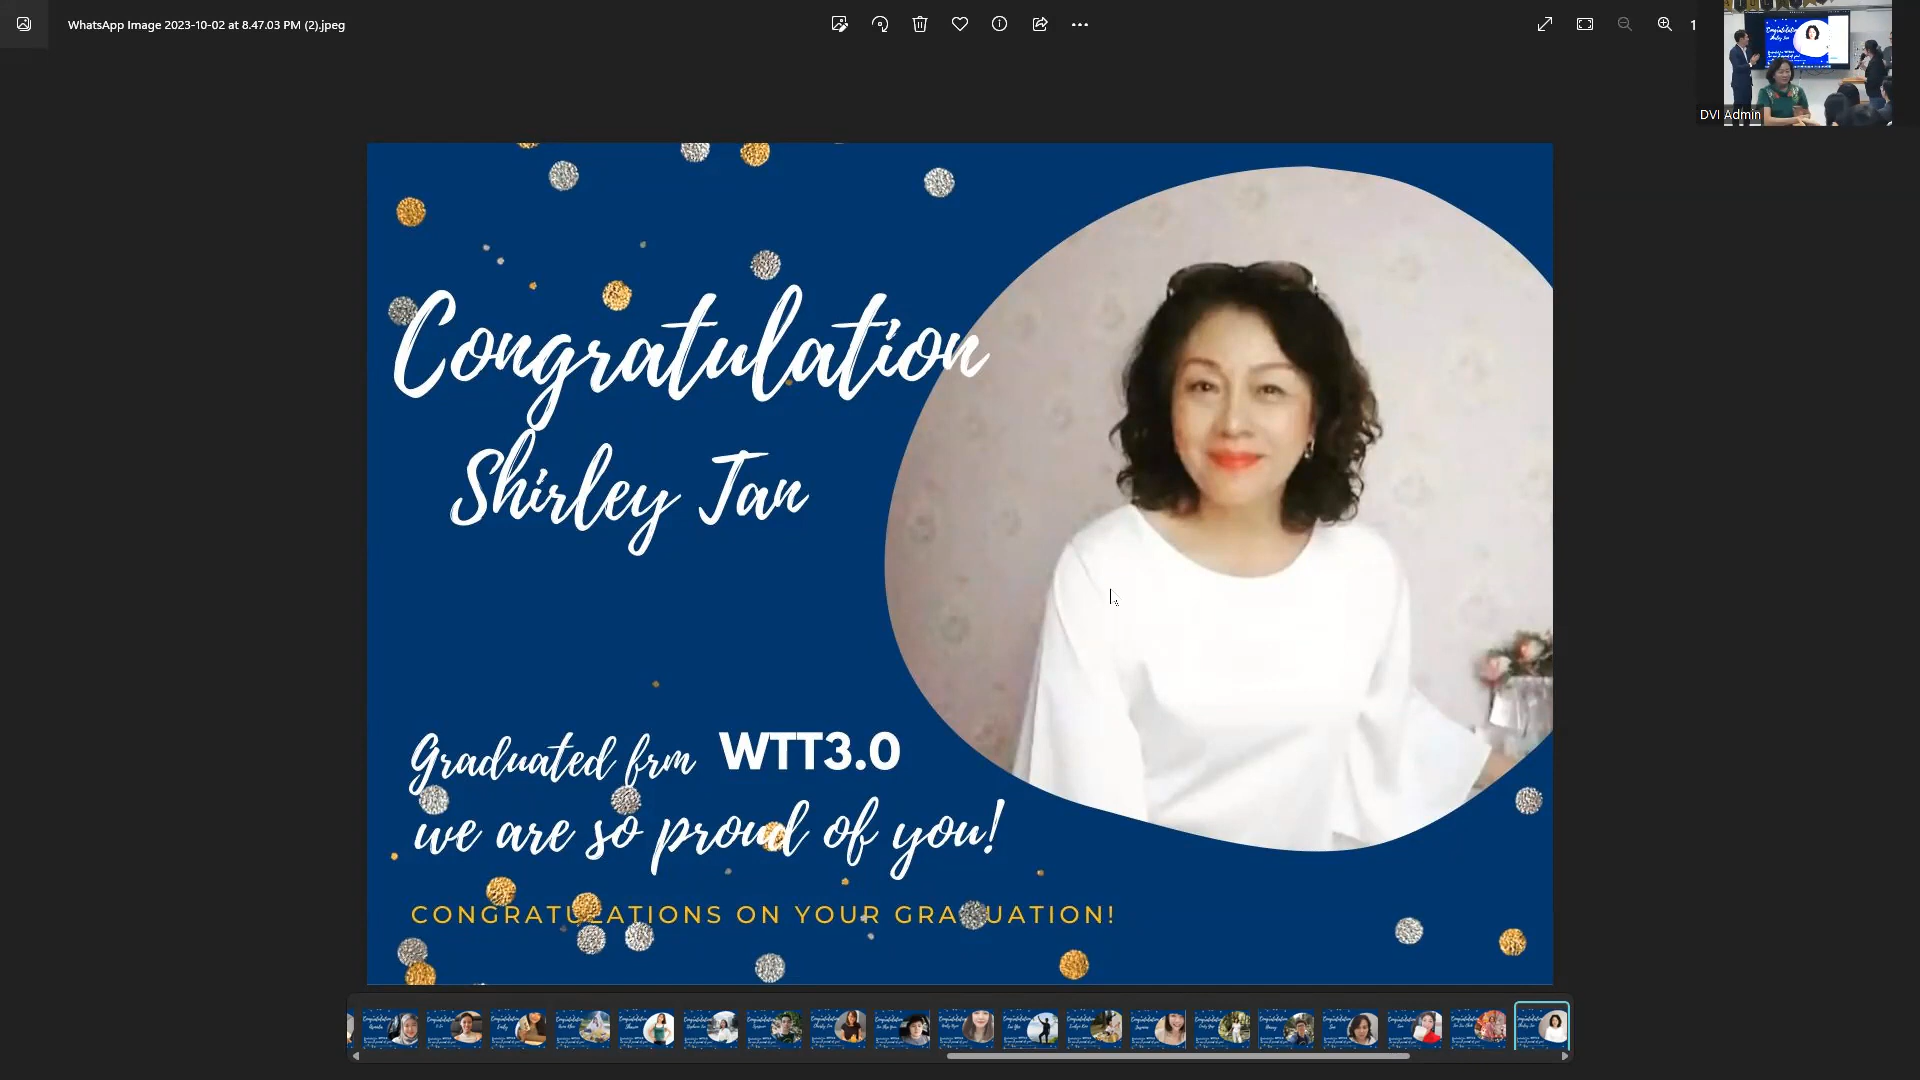 WhatsApp Image 2023-10-02 at 8.47.03 PM (2).jpeg
1
DVI Admin
Congratulation
Shirley Tan
Graduated frm WTT3.0
we are so proud of you!
CONGRATULATIONS ON YOUR GRADUATION!